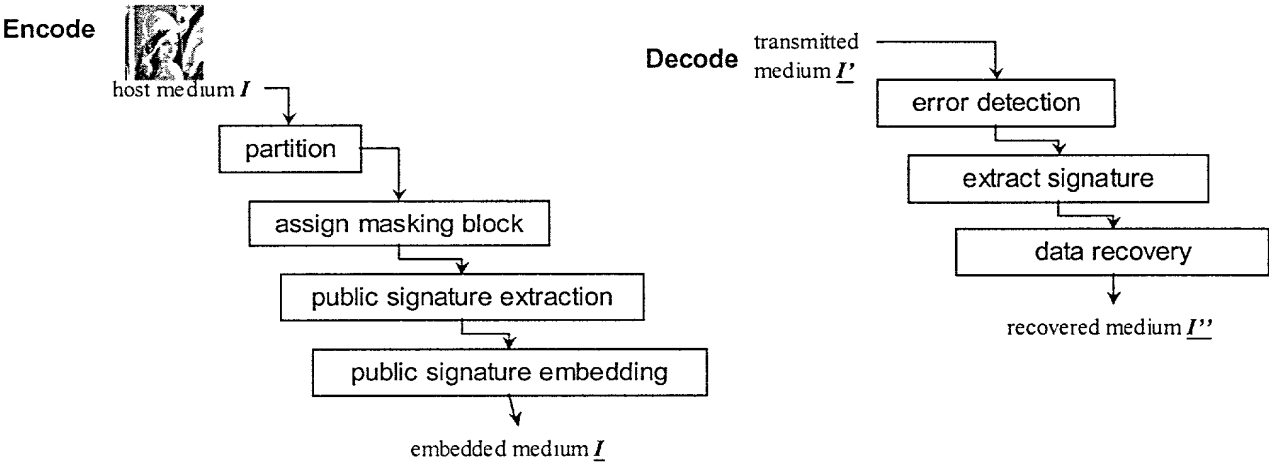 Encode
host medium I
partition
assign masking block
public signature extraction
public signature embedding
embedded medium I
Decode
transmitted
medium I’
error detection
extract signature
data recovery
recovered medium I’’